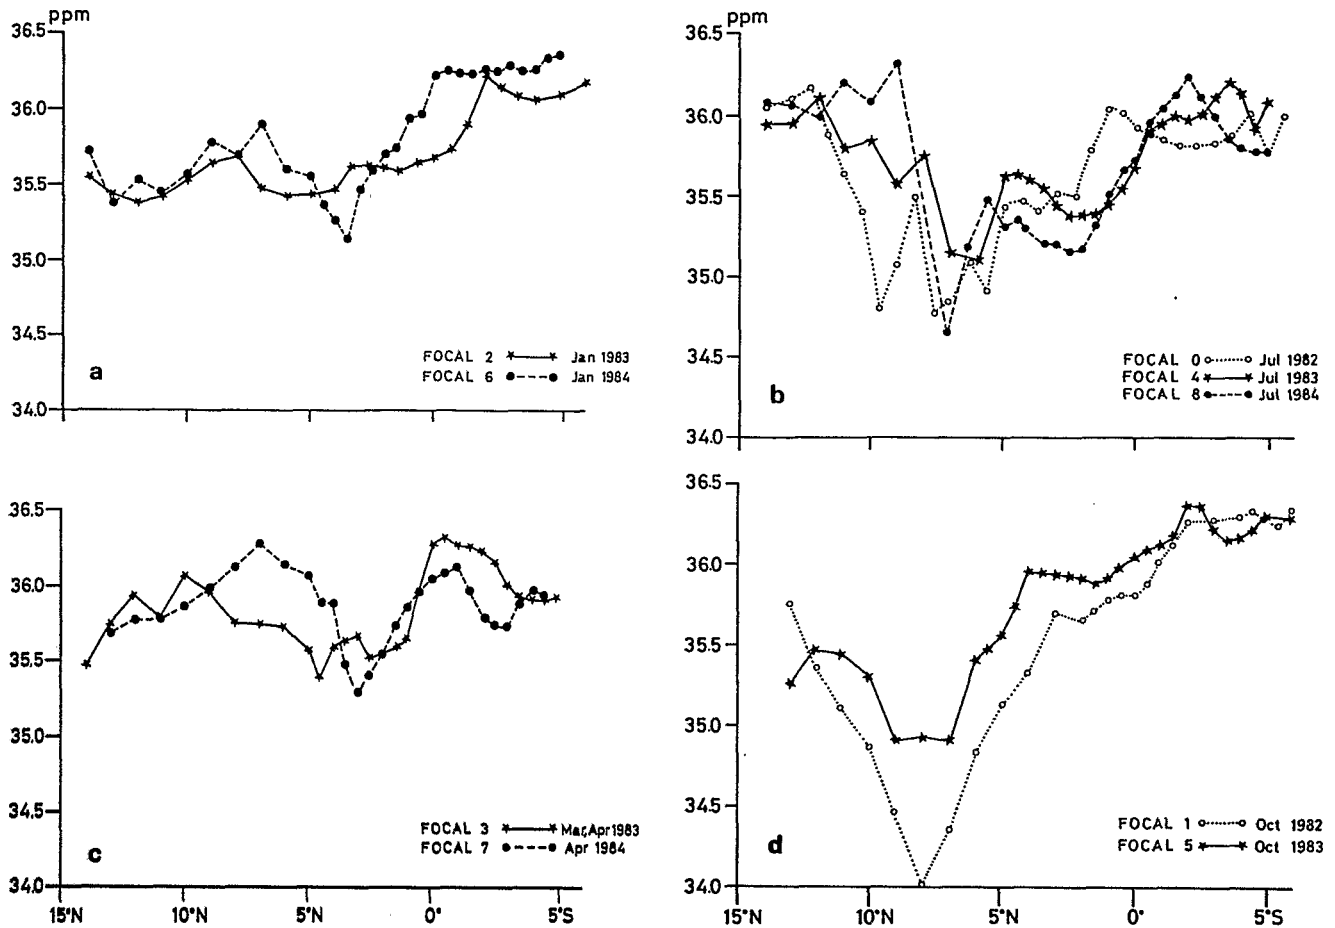 ppm
36.5
36.0
35.5
35.0
34.5
34.0
a
FOCAL 2 Jan 1983
FOCAL 6 Jan 1984
ppm
36.5
36.0
35.5
35.0
34.5
34.0
b
FOCAL 0 Jul 1982
FOCAL 4 Jul 1983
FOCAL 8 Jul 1984
36.5
36.0
35.5
35.0
34.5
34.0
c
FOCAL 3 Mar,Apr 1983
FOCAL 7 Apr 1984
15°N 10°N 5°N 0° 5°S
36.5
36.0
35.5
35.0
34.5
34.0
d
FOCAL 1 Oct 1982
FOCAL 5 Oct 1983
15°N 10°N 5°N 0° 5°S